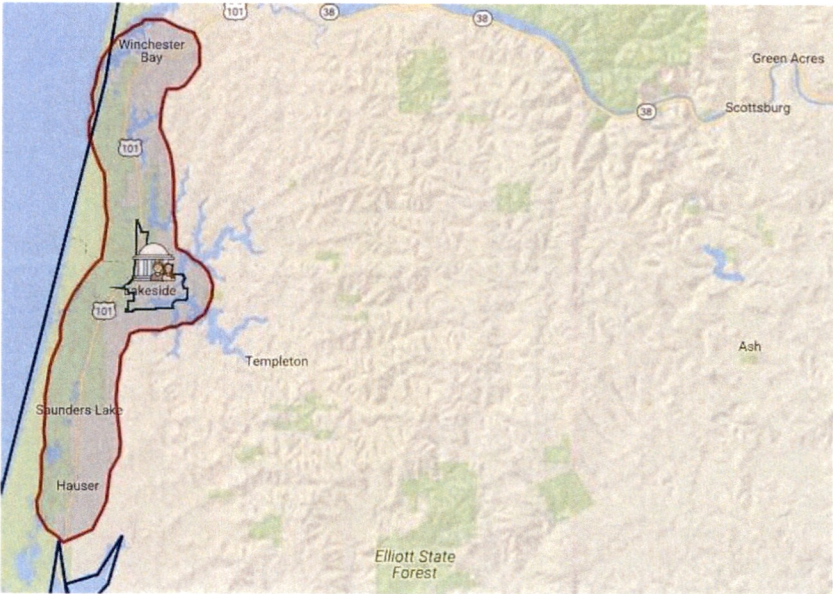 101
38
38
Winchester
Bay
Green Acres
Scottsburg
38
101
Lakeside
101
Templeton
Ash
Saunders Lake
Hauser
Elliott State
Forest